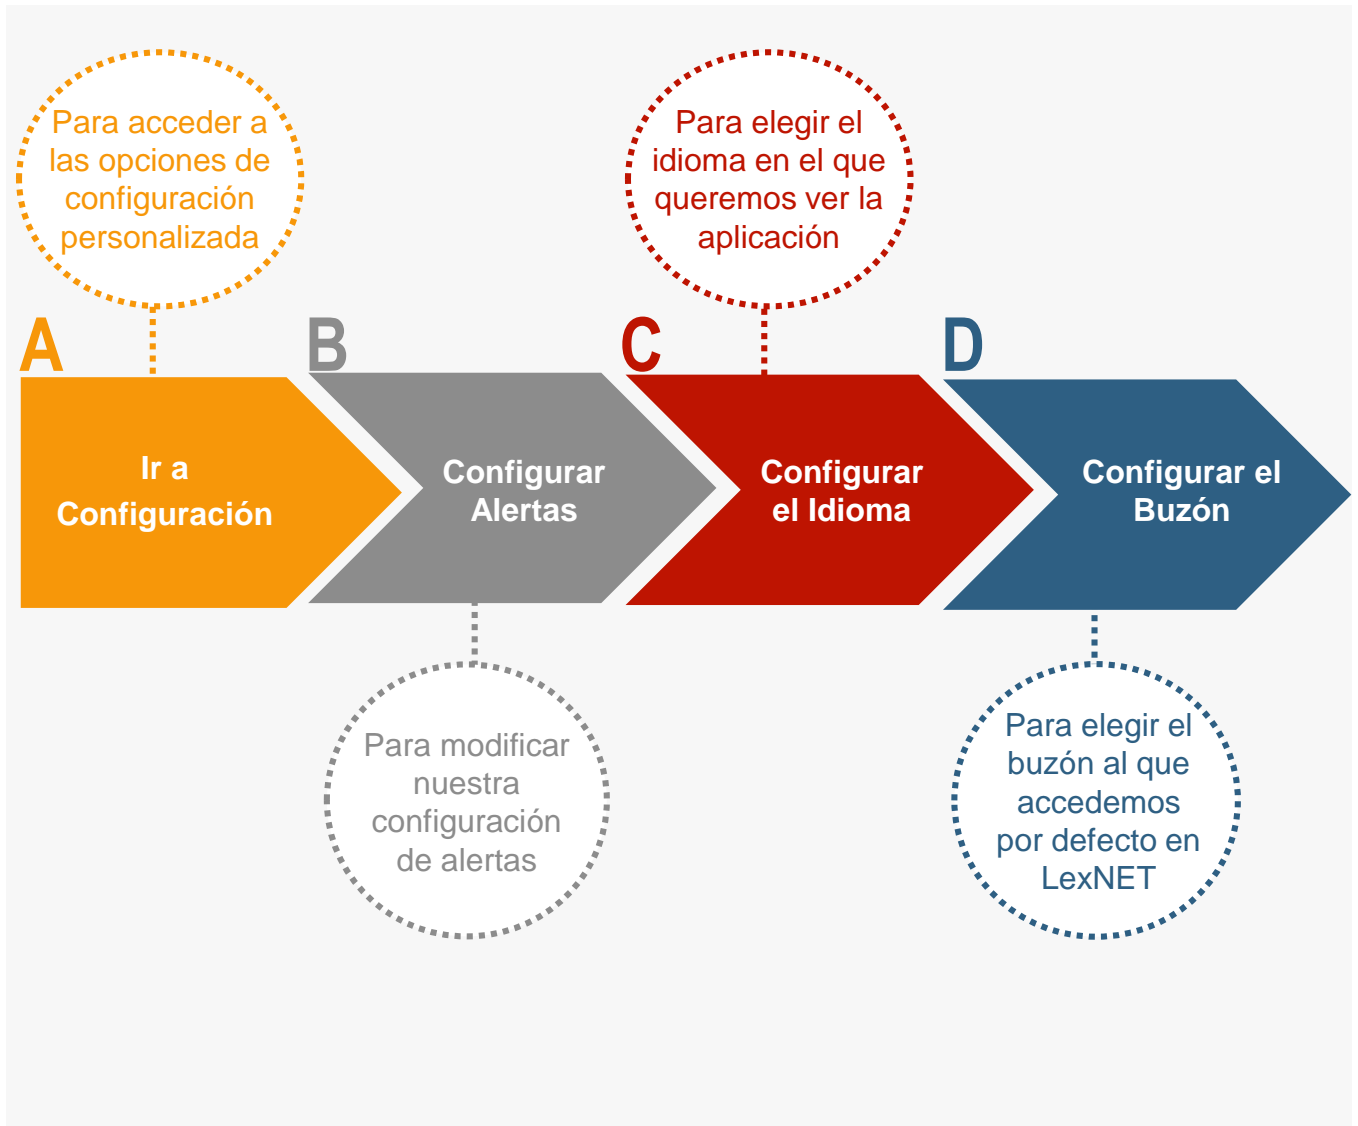 Para acceder a
las opciones de
configuración
personalizada
Para elegir el
idioma en el que
queremos ver la
aplicación
A
B
C
D
Ir a
Configuración
Configurar
Alertas
Configurar
el Idioma
Configurar el
Buzón
Para modificar
nuestra
configuración
de alertas
Para elegir el
buzón al que
accedemos
por defecto en
LexNET